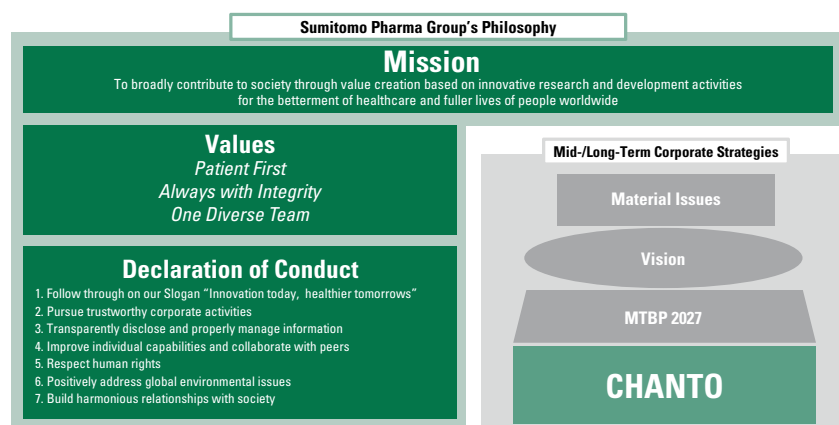 Sumitomo Pharma Group's Philosophy
Mission
To broadly contribute to society through value creation based on innovative research and development activities
for the betterment of healthcare and fuller lives of people worldwide
Values
Patient First
Always with Integrity
One Diverse Team
Declaration of Conduct
1. Follow through on our Slogan “Innovation today, healthier tomorrows”
2. Pursue trustworthy corporate activities
3. Transparently disclose and properly manage information
4. Improve individual capabilities and collaborate with peers
5. Respect human rights
6. Positively address global environmental issues
7. Build harmonious relationships with society
Mid-/Long-Term Corporate Strategies
Material Issues
Vision
MTBP 2027
CHANTO